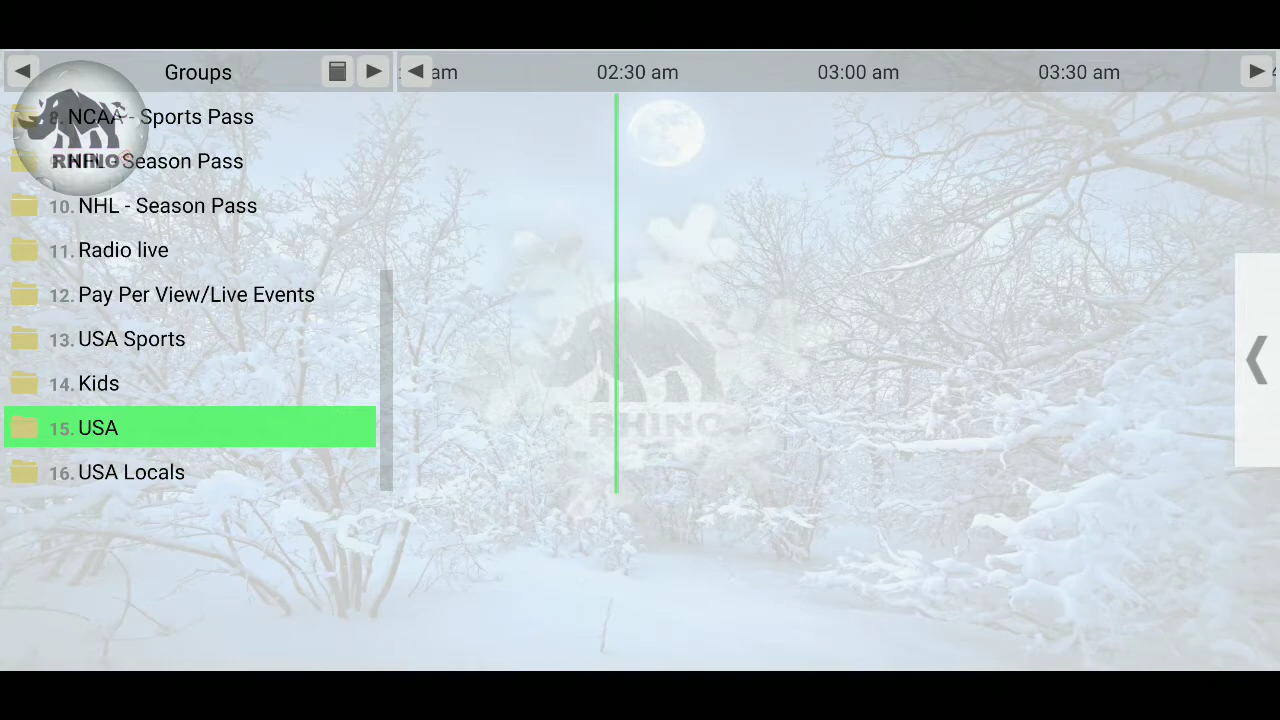 Groups
am
02:30 am
03:00 am
03:30 am
8. NCAA - Sports Pass
NFL - Season Pass
RHINO
10. NHL - Season Pass
11. Radio live
12. Pay Per View/Live Events
13. USA Sports
14. Kids
15. USA
16. USA Locals
RHINO